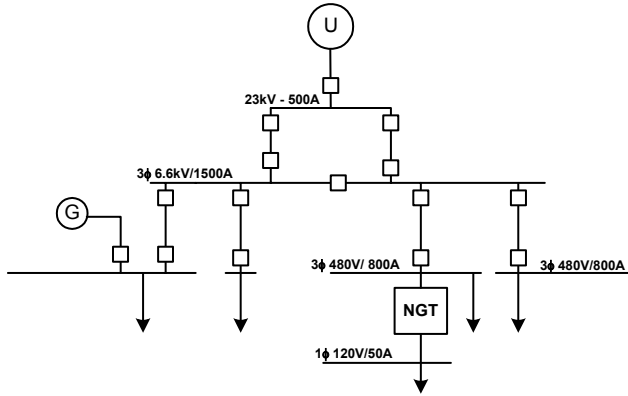 U
23kV - 500A
3ϕ 6.6kV/1500A
G
3ϕ 480V/ 800A
3ϕ 480V/800A
NGT
1ϕ 120V/50A